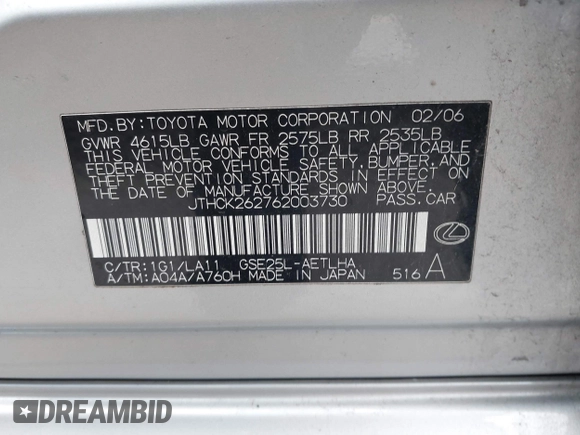 MFD.BY:TOYOTA MOTOR CORPORATION 02/06
GVWR 4615LB GAWR FR 2575LB RR 2535LB
THIS VEHICLE CONFORMS TO ALL APPLICABLE
FEDERAL MOTOR VEHICLE SAFETY, BUMPER, AND
THEFT PREVENTION STANDARDS IN EFFECT ON
THE DATE OF MANUFACTURE SHOWN ABOVE.
JTHCK262762003730 PASS.CAR
C/TR:1G1/LA11 GSE25L-AETLHA
A/TM:A04A/A760H MADE IN JAPAN 516A
DREAMBID